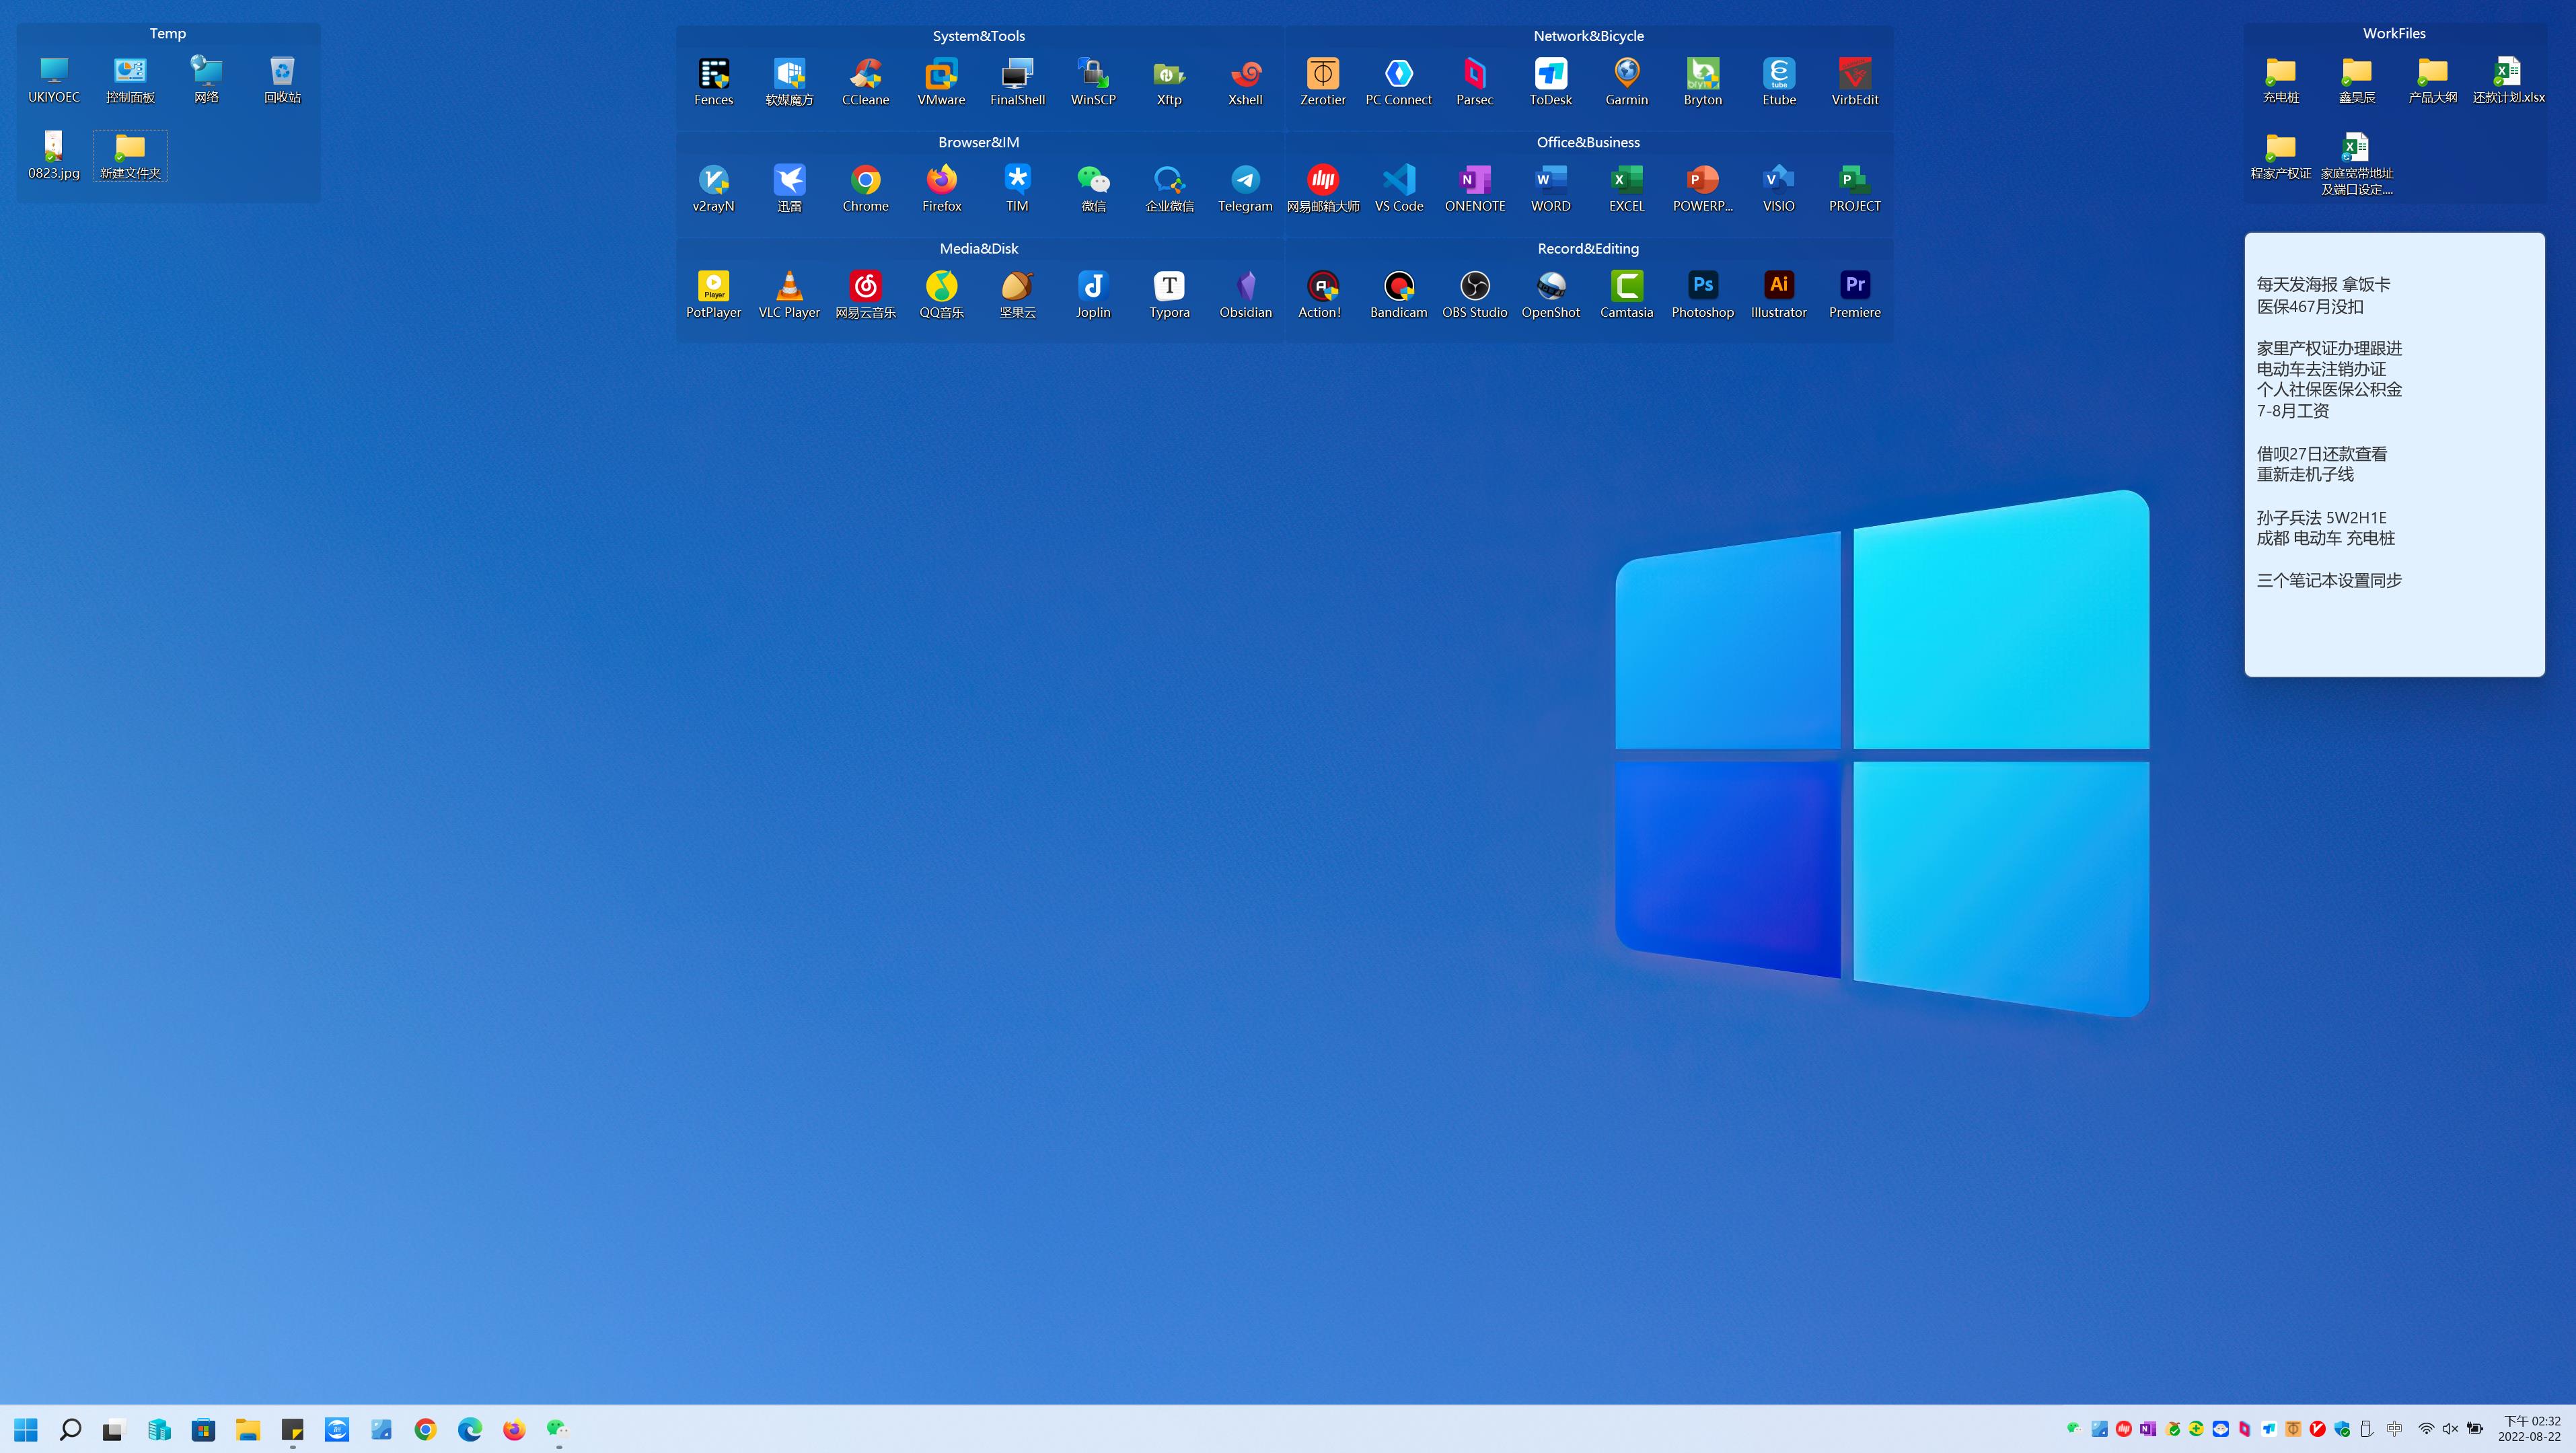 Temp
UKIYOEC 控制面板 网络 回收站
0823.jpg 新建文件夹
System&Tools
Fences 软媒魔方 CCleane VMware FinalShell WinSCP Xftp Xshell
Browser&IM
v2rayN 迅雷 Chrome Firefox TIM 微信 企业微信 Telegram
Media&Disk
Player
PotPlayer VLC Player 网易云音乐 QQ音乐 坚果云 Joplin Typora Obsidian
Network&Bicycle
Zerotier PC Connect Parsec ToDesk Garmin Bryton Etube VirbEdit
Office&Business
网易邮箱大师 VS Code ONENOTE WORD EXCEL POWERP... VISIO PROJECT
Record&Editing
Ps Ai Pr
Action! Bandicam OBS Studio OpenShot Camtasia Photoshop Illustrator Premiere
WorkFiles
充电桩 鑫昊辰 产品大纲 还款计划.xlsx
程家产权证 家庭宽带地址
及端口设定....
每天发海报 拿饭卡
医保467月没扣
家里产权证办理跟进
电动车去注销办证
个人社保医保公积金
7-8月工资
借呗27日还款查看
重新走机子线
孙子兵法 5W2H1E
成都 电动车 充电桩
三个笔记本设置同步
中
下午 02:32
2022-08-22